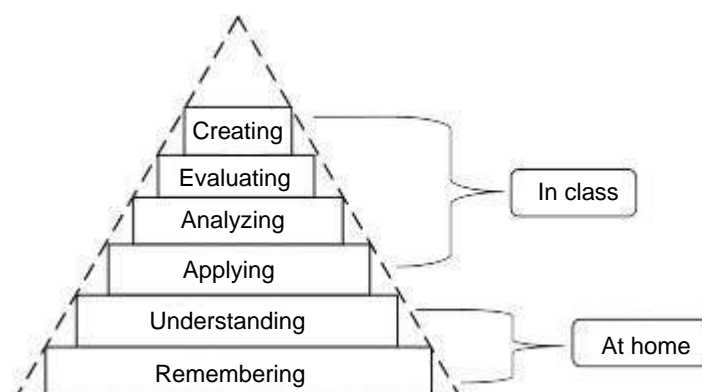 Creating
Evaluating
In class
Analyzing
Applying
Understanding
At home
Remembering